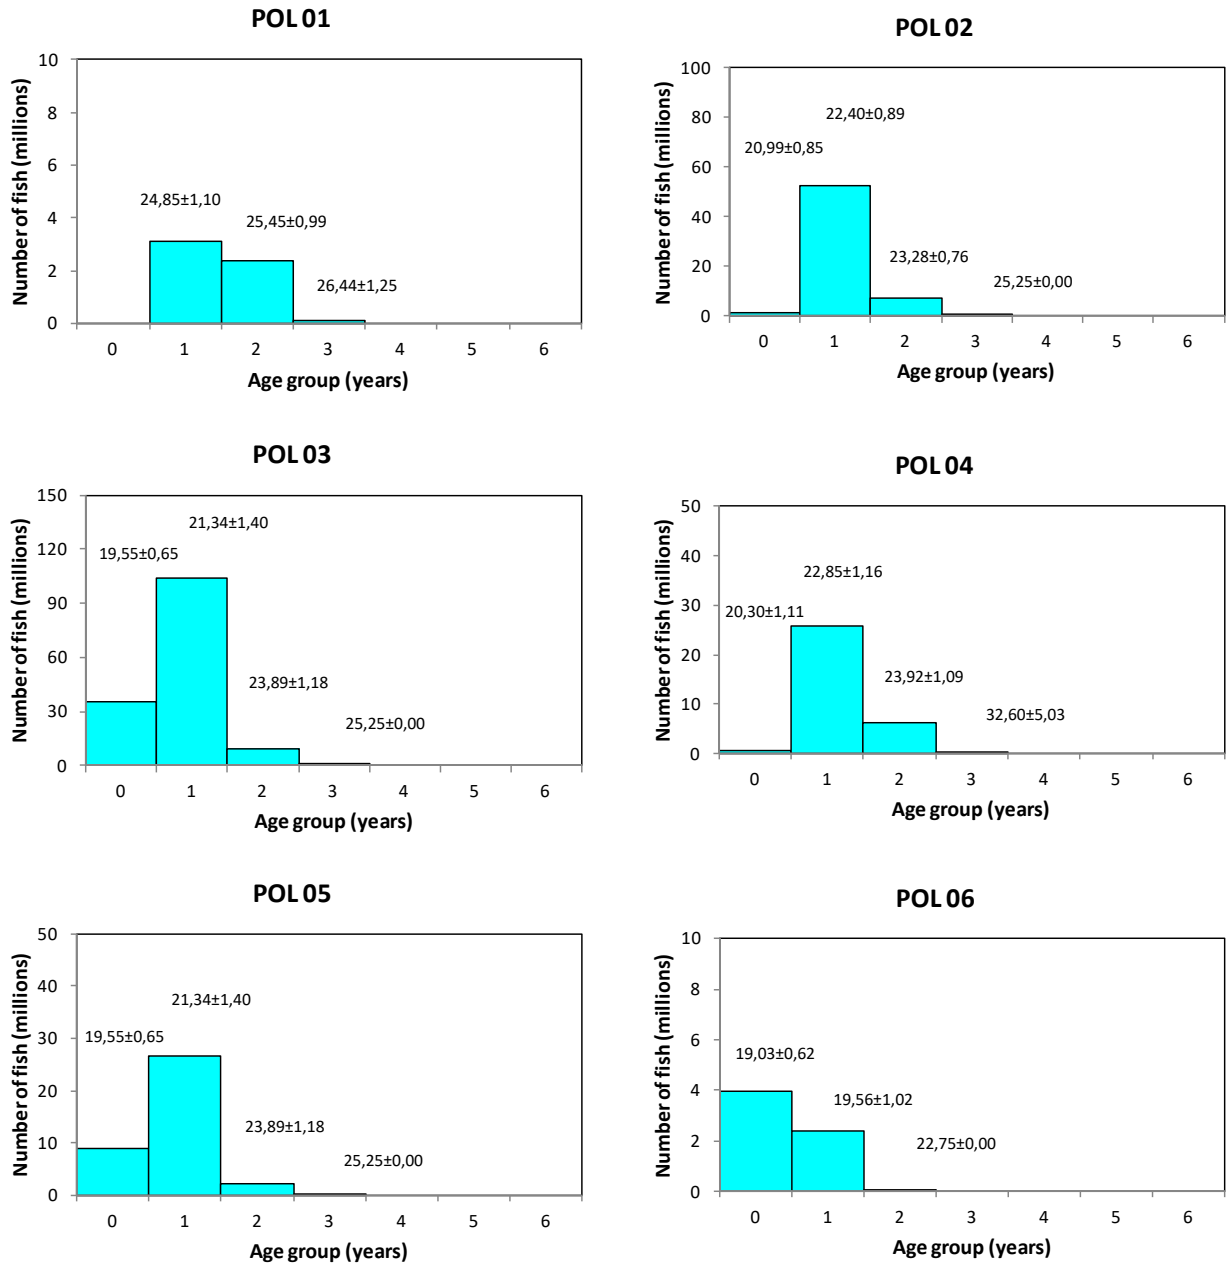 POL 01
Number of fish (millions)
10
8
6
4
2
0
24,85±1,10
25,45±0,99
26,44±1,25
0 1 2 3 4 5 6
Age group (years)
POL 02
Number of fish (millions)
100
80
60
40
20
0
22,40±0,89
20,99±0,85
23,28±0,76
25,25±0,00
0 1 2 3 4 5 6
Age group (years)
POL 03
Number of fish (millions)
150
120
90
60
30
0
21,34±1,40
19,55±0,65
23,89±1,18
25,25±0,00
0 1 2 3 4 5 6
Age group (years)
POL 04
Number of fish (millions)
50
40
30
20
10
0
22,85±1,16
20,30±1,11
23,92±1,09
32,60±5,03
0 1 2 3 4 5 6
Age group (years)
POL 05
Number of fish (millions)
50
40
30
20
10
0
21,34±1,40
19,55±0,65
23,89±1,18
25,25±0,00
0 1 2 3 4 5 6
Age group (years)
POL 06
Number of fish (millions)
10
8
6
4
2
0
19,03±0,62
19,56±1,02
22,75±0,00
0 1 2 3 4 5 6
Age group (years)